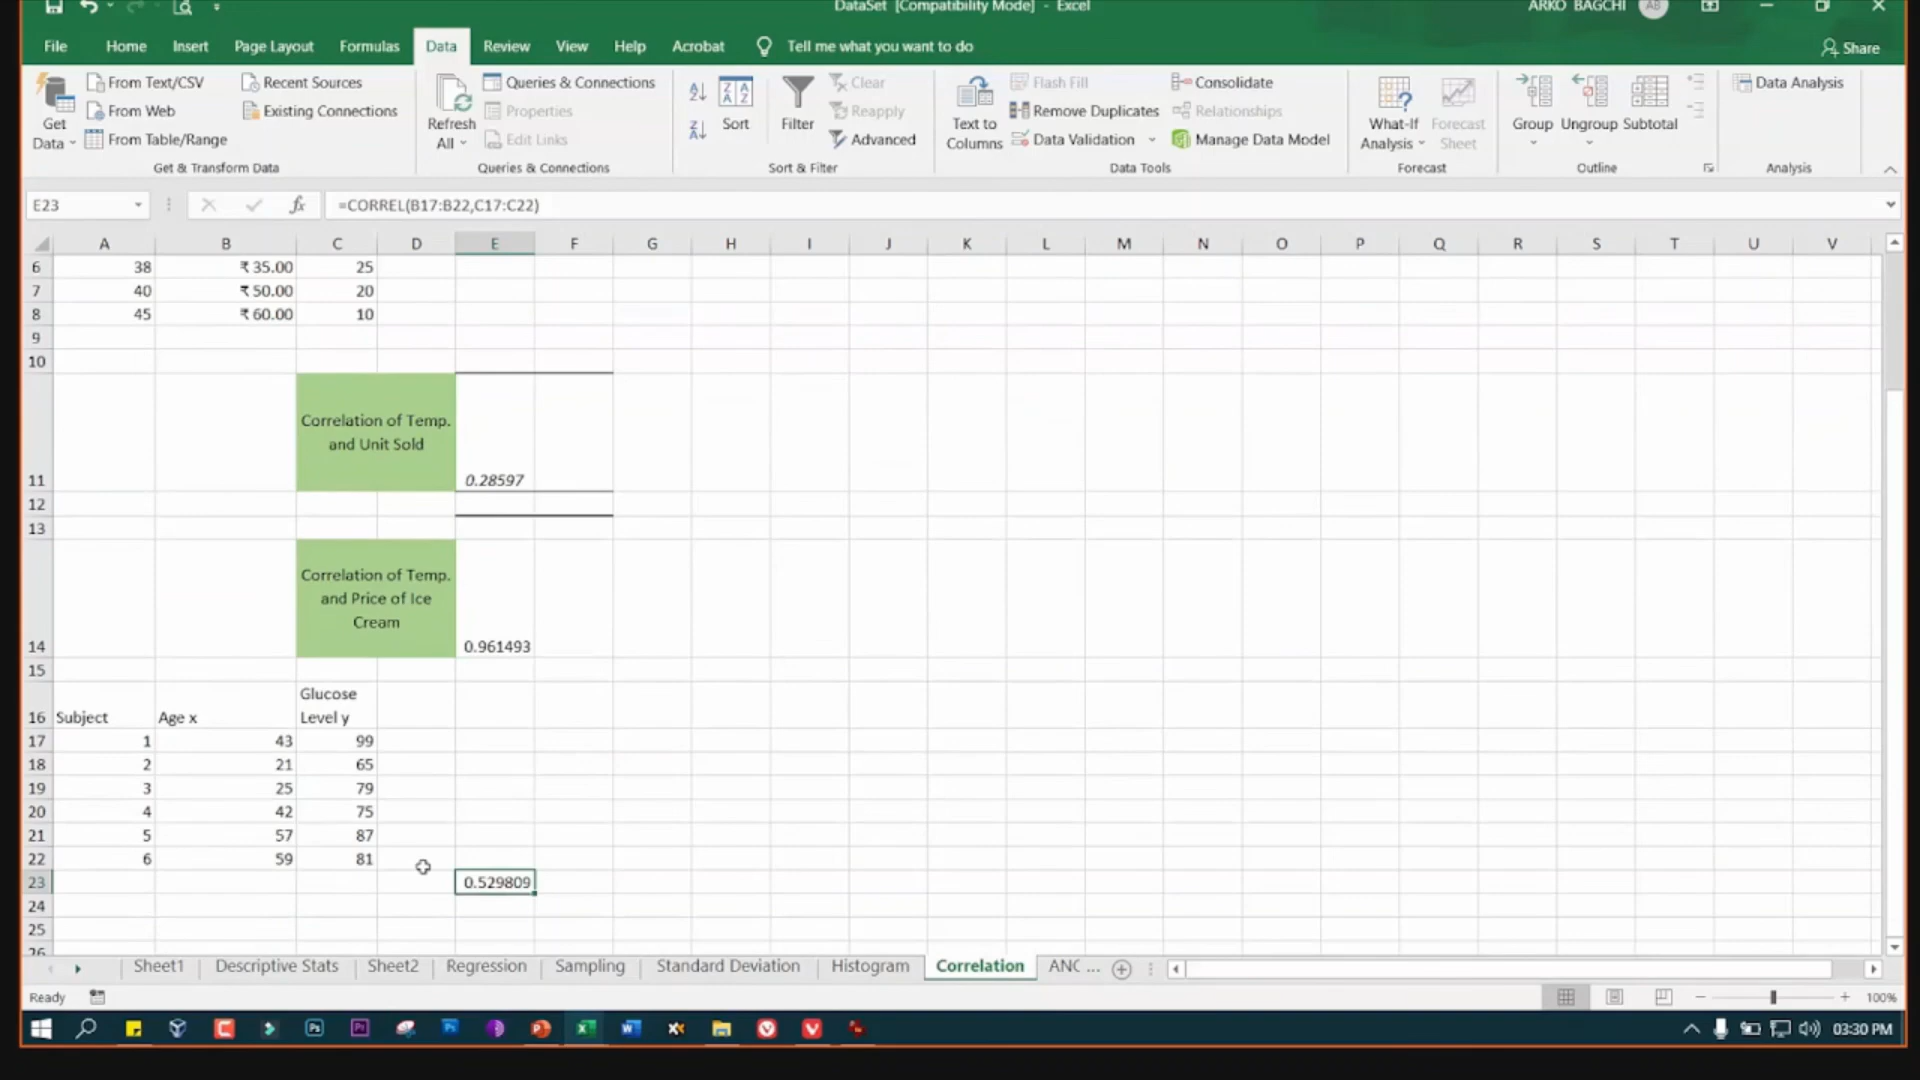 DataSet [Compatibility Mode] - Excel
ARKO BAGCHI AB
File Home Insert Page Layout Formulas Data Review View Help Acrobat Tell me what you want to do Share
From Text/CSV Recent Sources Queries & Connections Clear Flash Fill Consolidate Data Analysis
From Web Existing Connections Properties Reapply Remove Duplicates Relationships
Get Data From Table/Range Refresh All Edit Links Sort Filter Advanced Text to Columns Data Validation Manage Data Model What-If Analysis Forecast Sheet Group Ungroup Subtotal
Get & Transform Data Queries & Connections Sort & Filter Data Tools Forecast Outline Analysis
E23 fx =CORREL(B17:B22,C17:C22)
A B C D E F G H I J K L M N O P Q R S T U V
6 38 ₹ 35.00 25
7 40 ₹ 50.00 20
8 45 ₹ 60.00 10
9
10
Correlation of Temp.
and Unit Sold
11 0.28597
12
13
Correlation of Temp.
and Price of Ice
Cream
14 0.961493
15
Glucose
16 Subject Age x Level y
17 1 43 99
18 2 21 65
19 3 25 79
20 4 42 75
21 5 57 87
22 6 59 81
23 0.529809
24
25
26
Sheet1 Descriptive Stats Sheet2 Regression Sampling Standard Deviation Histogram Correlation ANC ...
Ready 100%
03:30 PM